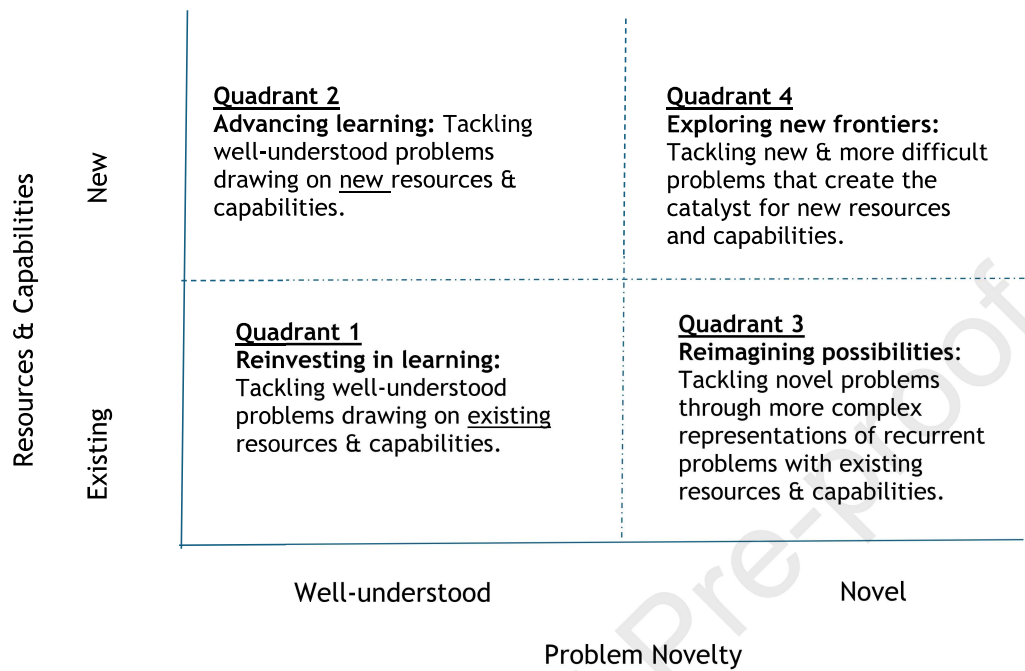 Quadrant 2
Advancing learning: Tackling
well-understood problems
drawing on new resources &
capabilities.
Quadrant 4
Exploring new frontiers:
Tackling new & more difficult
problems that create the
catalyst for new resources
and capabilities.
Quadrant 1
Reinvesting in learning:
Tackling well-understood
problems drawing on existing
resources & capabilities.
Quadrant 3
Reimagining possibilities:
Tackling novel problems
through more complex
representations of recurrent
problems with existing
resources & capabilities.
Resources & Capabilities
New
Existing
Well-understood
Novel
Problem Novelty
Pre-proof